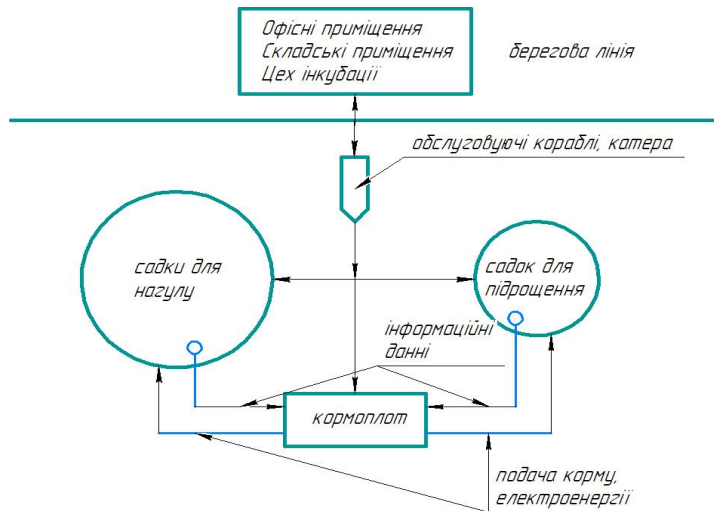 Офісні приміщення
Складські приміщення
Цех інкубації
берегова лінія
обслуговуючі кораблі, катера
садки для
нагулу
садок для
підрощення
інформаційні
данні
кормоплот
подача корму,
електроенергії